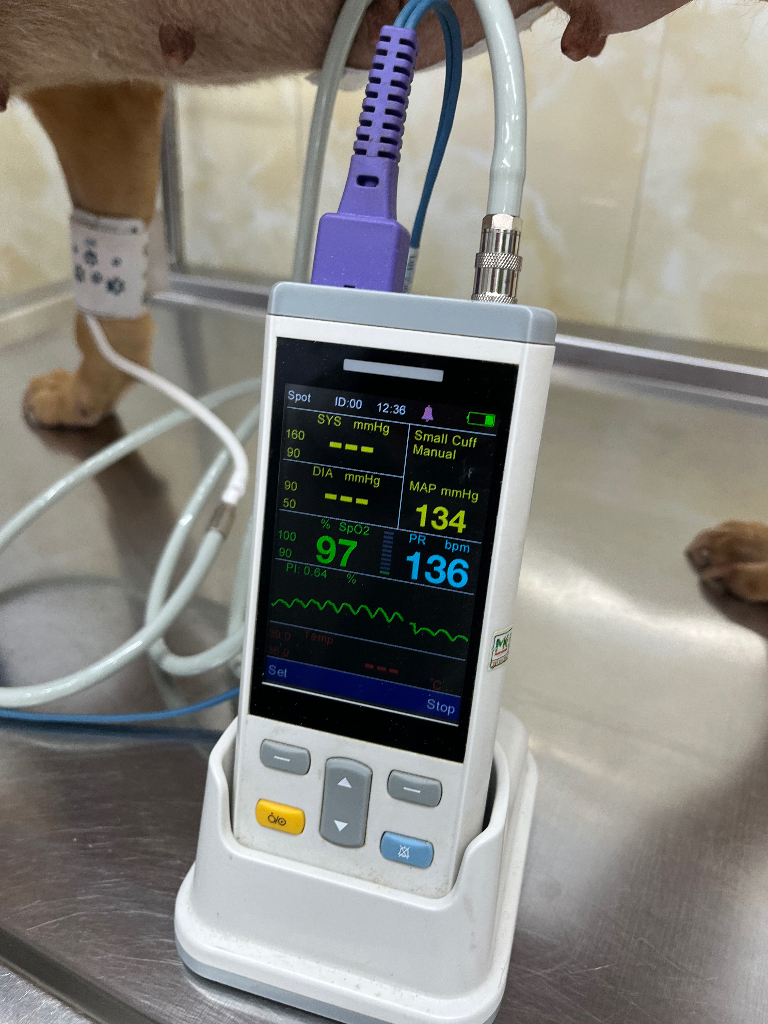 Spot ID:00 12:36
SYS mmHg
160
90
---
Small Cuff
Manual
DIA mmHg
90
50
---
MAP mmHg
134
% SpO2
100
90
97
PR bpm
136
PI: 0.64 %
Temp
---
°C
Set
Stop